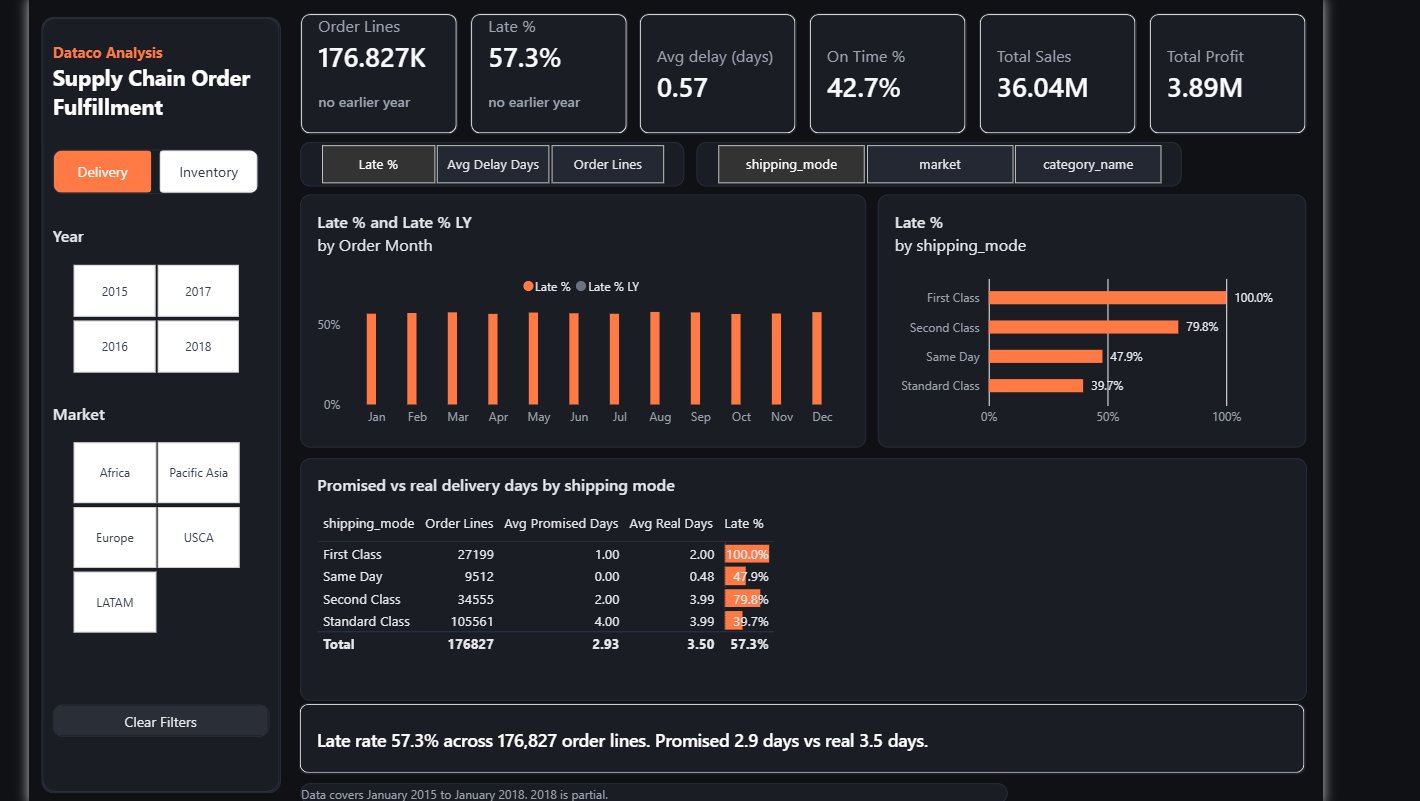 Dataco Analysis
Supply Chain Order
Fulfillment
Delivery
Inventory
Year
2015
2017
2016
2018
Market
Africa
Pacific Asia
Europe
USCA
LATAM
Clear Filters
Order Lines
176.827K
no earlier year
Late %
57.3%
no earlier year
Avg delay (days)
0.57
On Time %
42.7%
Total Sales
36.04M
Total Profit
3.89M
Late %
Avg Delay Days
Order Lines
shipping_mode
market
category_name
Late % and Late % LY
by Order Month
Late % Late % LY
50%
0%
Jan Feb Mar Apr May Jun Jul Aug Sep Oct Nov Dec
Late %
by shipping_mode
First Class 100.0%
Second Class 79.8%
Same Day 47.9%
Standard Class 39.7%
0% 50% 100%
Promised vs real delivery days by shipping mode
shipping_mode Order Lines Avg Promised Days Avg Real Days Late %
First Class 27199 1.00 2.00 100.0%
Same Day 9512 0.00 0.48 47.9%
Second Class 34555 2.00 3.99 79.8%
Standard Class 105561 4.00 3.99 39.7%
Total 176827 2.93 3.50 57.3%
Late rate 57.3% across 176,827 order lines. Promised 2.9 days vs real 3.5 days.
Data covers January 2015 to January 2018. 2018 is partial.